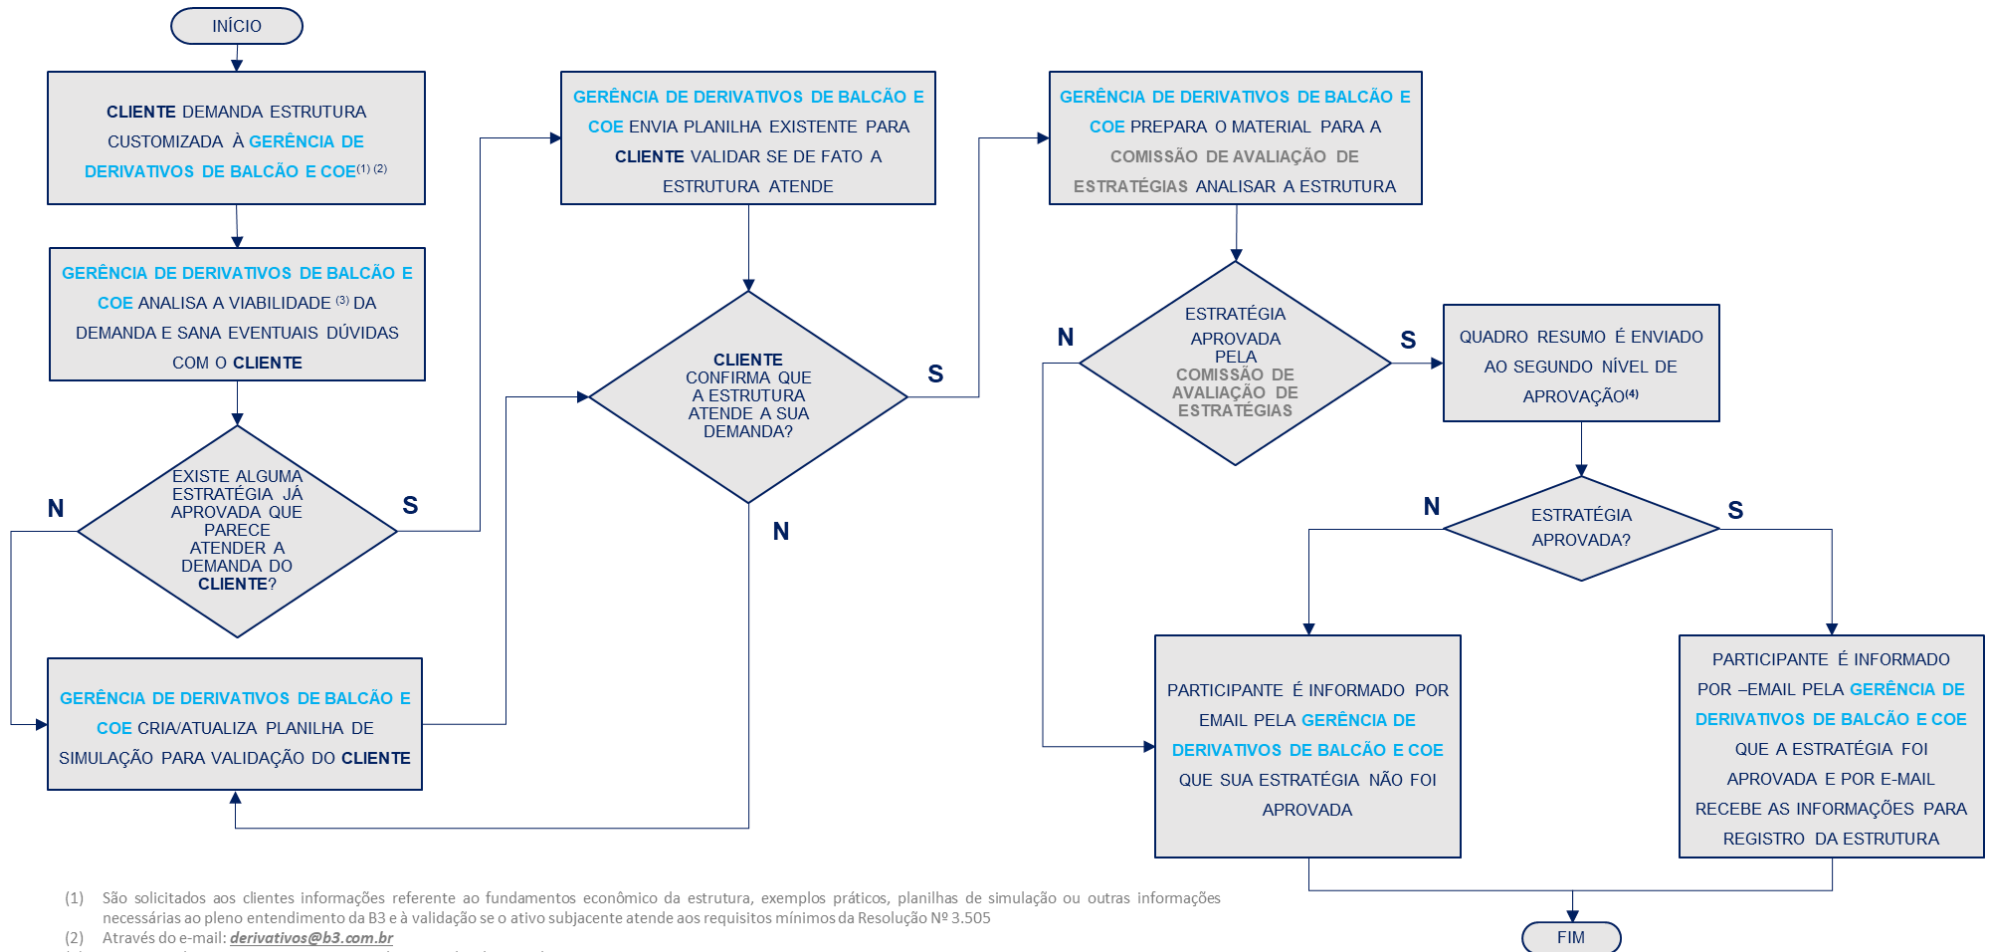 INÍCIO
CLIENTE DEMANDA ESTRUTURA
CUSTOMIZADA À GERÊNCIA DE
DERIVATIVOS DE BALCÃO E COE(1) (2)
GERÊNCIA DE DERIVATIVOS DE BALCÃO E
COE ANALISA A VIABILIDADE (3) DA
DEMANDA E SANA EVENTUAIS DÚVIDAS
COM O CLIENTE
EXISTE ALGUMA
ESTRATÉGIA JÁ
APROVADA QUE
PARECE
ATENDER A
DEMANDA DO
CLIENTE?
N
S
GERÊNCIA DE DERIVATIVOS DE BALCÃO E
COE CRIA/ATUALIZA PLANILHA DE
SIMULAÇÃO PARA VALIDAÇÃO DO CLIENTE
GERÊNCIA DE DERIVATIVOS DE BALCÃO E
COE ENVIA PLANILHA EXISTENTE PARA
CLIENTE VALIDAR SE DE FATO A
ESTRUTURA ATENDE
CLIENTE
CONFIRMA QUE
A ESTRUTURA
ATENDE A SUA
DEMANDA?
S
N
GERÊNCIA DE DERIVATIVOS DE BALCÃO E
COE PREPARA O MATERIAL PARA A
COMISSÃO DE AVALIAÇÃO DE
ESTRATÉGIAS ANALISAR A ESTRUTURA
ESTRATÉGIA
APROVADA
PELA
COMISSÃO DE
AVALIAÇÃO DE
ESTRATÉGIAS
N
S
QUADRO RESUMO É ENVIADO
AO SEGUNDO NÍVEL DE
APROVAÇÃO(4)
ESTRATÉGIA
APROVADA?
N
S
PARTICIPANTE É INFORMADO POR
EMAIL PELA GERÊNCIA DE
DERIVATIVOS DE BALCÃO E COE
QUE SUA ESTRATÉGIA NÃO FOI
APROVADA
PARTICIPANTE É INFORMADO
POR –EMAIL PELA GERÊNCIA DE
DERIVATIVOS DE BALCÃO E COE
QUE A ESTRATÉGIA FOI
APROVADA E POR E-MAIL
RECEBE AS INFORMAÇÕES PARA
REGISTRO DA ESTRUTURA
FIM
(1) São solicitados aos clientes informações referente ao fundamentos econômico da estrutura, exemplos práticos, planilhas de simulação ou outras informações
necessárias ao pleno entendimento da B3 e à validação se o ativo subjacente atende aos requisitos mínimos da Resolução Nº 3.505
(2) Através do e-mail: derivativos@b3.com.br